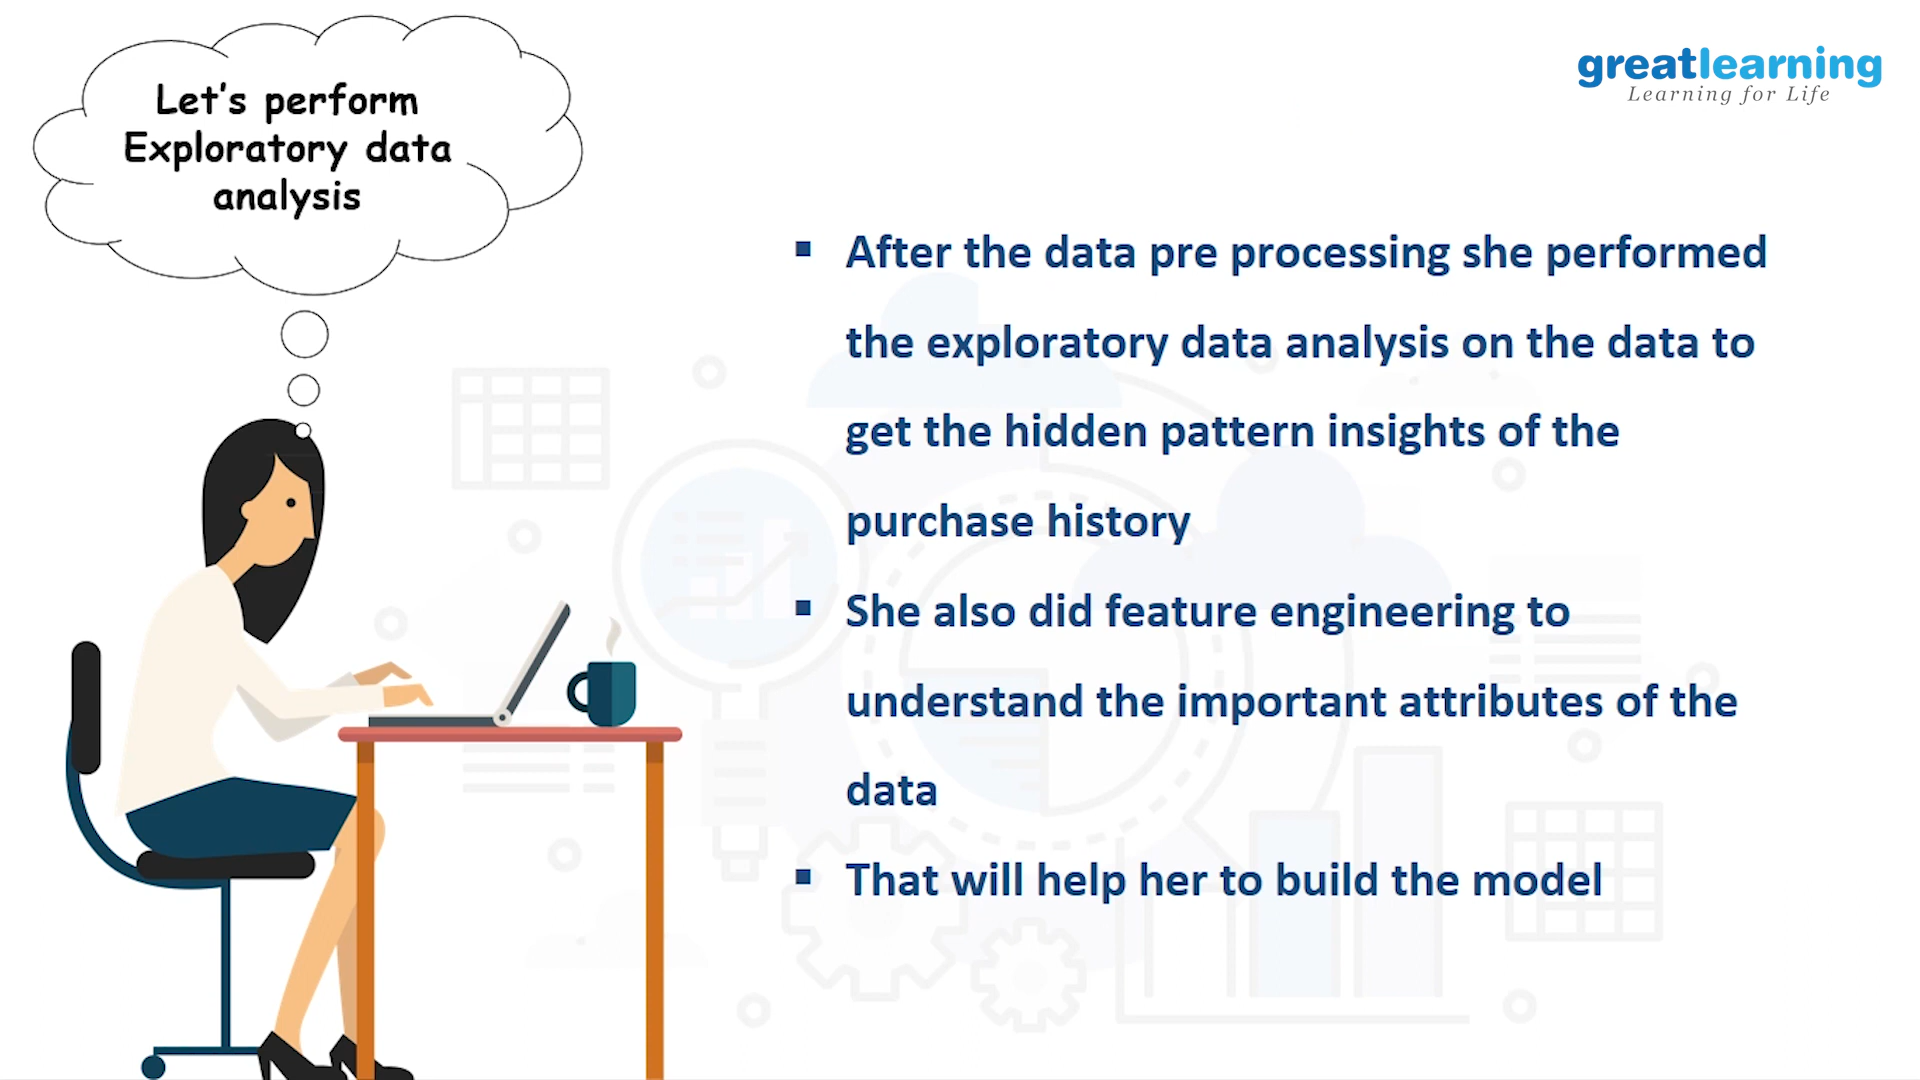 Let's perform
Exploratory data
analysis
greatlearning
Learning for Life
▪ After the data pre processing she performed
the exploratory data analysis on the data to
get the hidden pattern insights of the
purchase history
▪ She also did feature engineering to
understand the important attributes of the
data
▪ That will help her to build the model